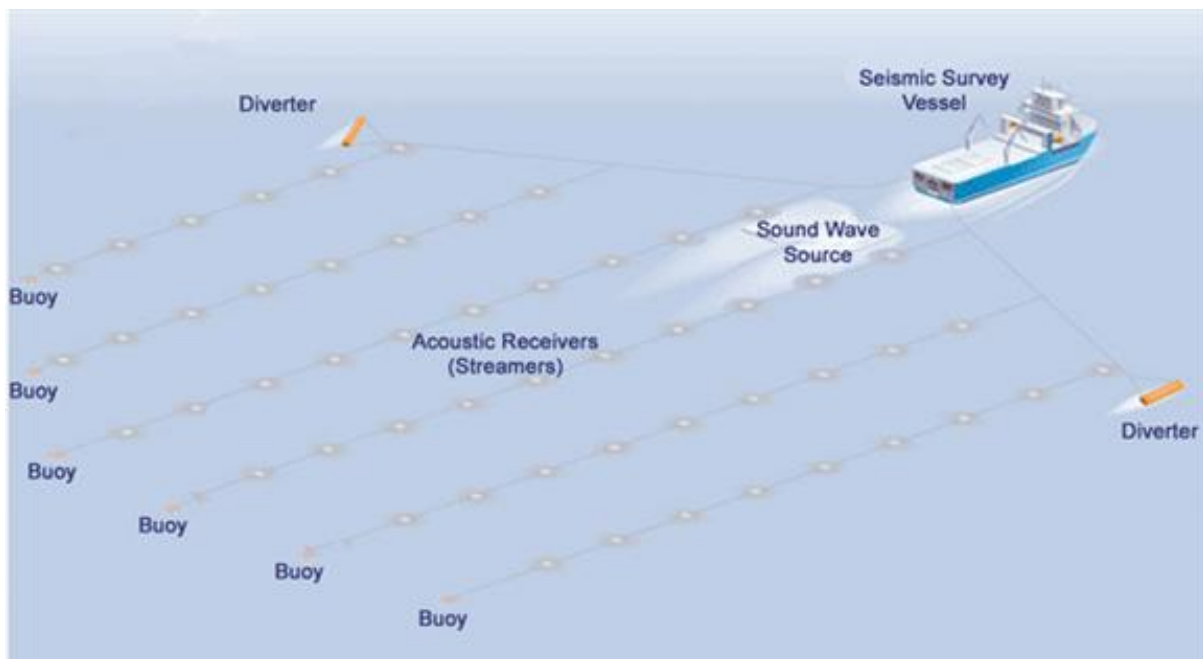 Seismic Survey
Vessel
Diverter
Sound Wave
Source
Buoy
Acoustic Receivers
(Streamers)
Buoy
Diverter
Buoy
Buoy
Buoy
Buoy